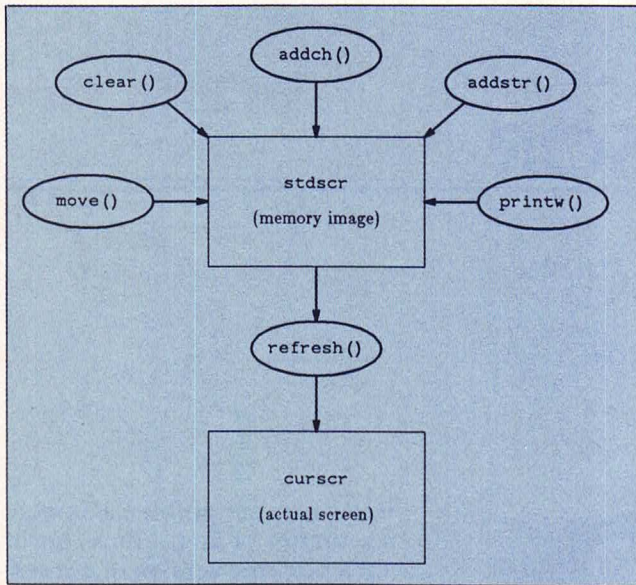 addch()
clear()
addstr()
stdscr
(memory image)
move()
printw()
refresh()
curscr
(actual screen)